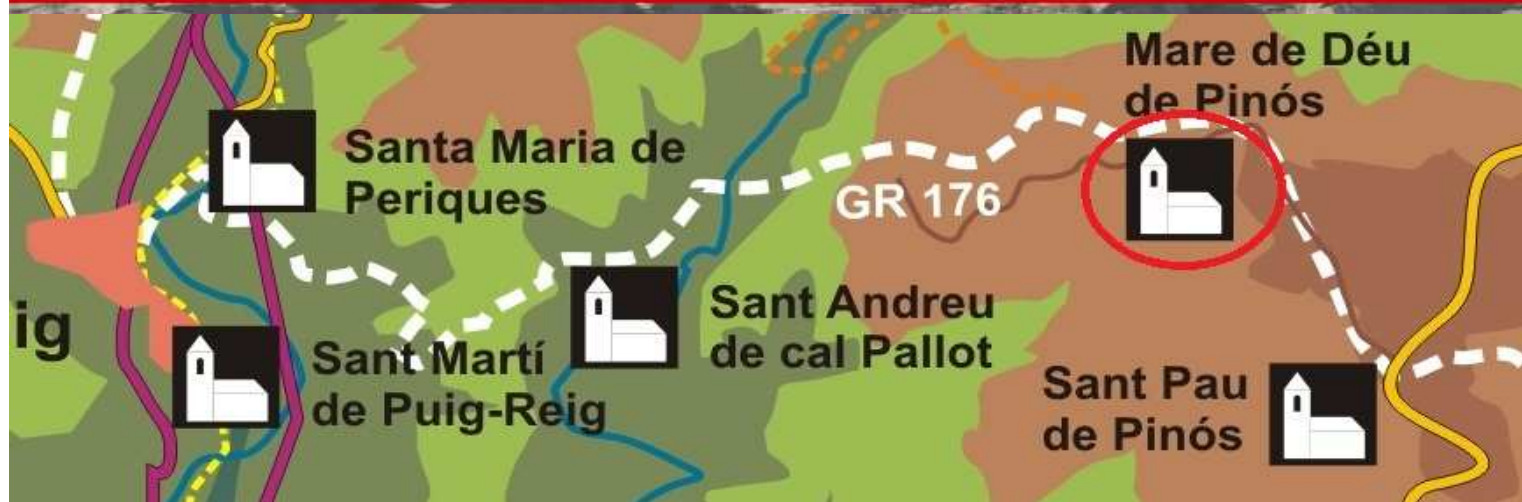 Mare de Déu
de Pinós
Santa Maria de
Periques
GR 176
Sant Andreu
de cal Pallot
ig
Sant Martí
de Puig-Reig
Sant Pau
de Pinós